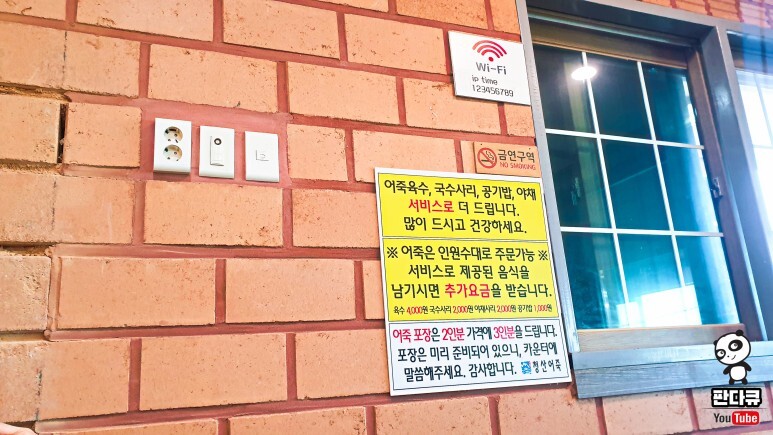 Wi-Fi
ip time
123456789
금연구역
NO SMOKING
어죽육수, 국수사리, 공기밥, 야채
서비스로 더 드립니다.
많이 드시고 건강하세요.
※ 어죽은 인원수대로 주문가능 ※
서비스로 제공된 음식을
남기시면 추가요금을 받습니다.
육수 4,000원 국수사리 2,000원 야채사리 2,000원 공기밥 1,000원
어죽 포장은 2인분 가격에 3인분을 드립니다.
포장은 미리 준비되어 있으니, 카운터에
말씀해주세요. 감사합니다. 청산어죽
판다큐
YouTube